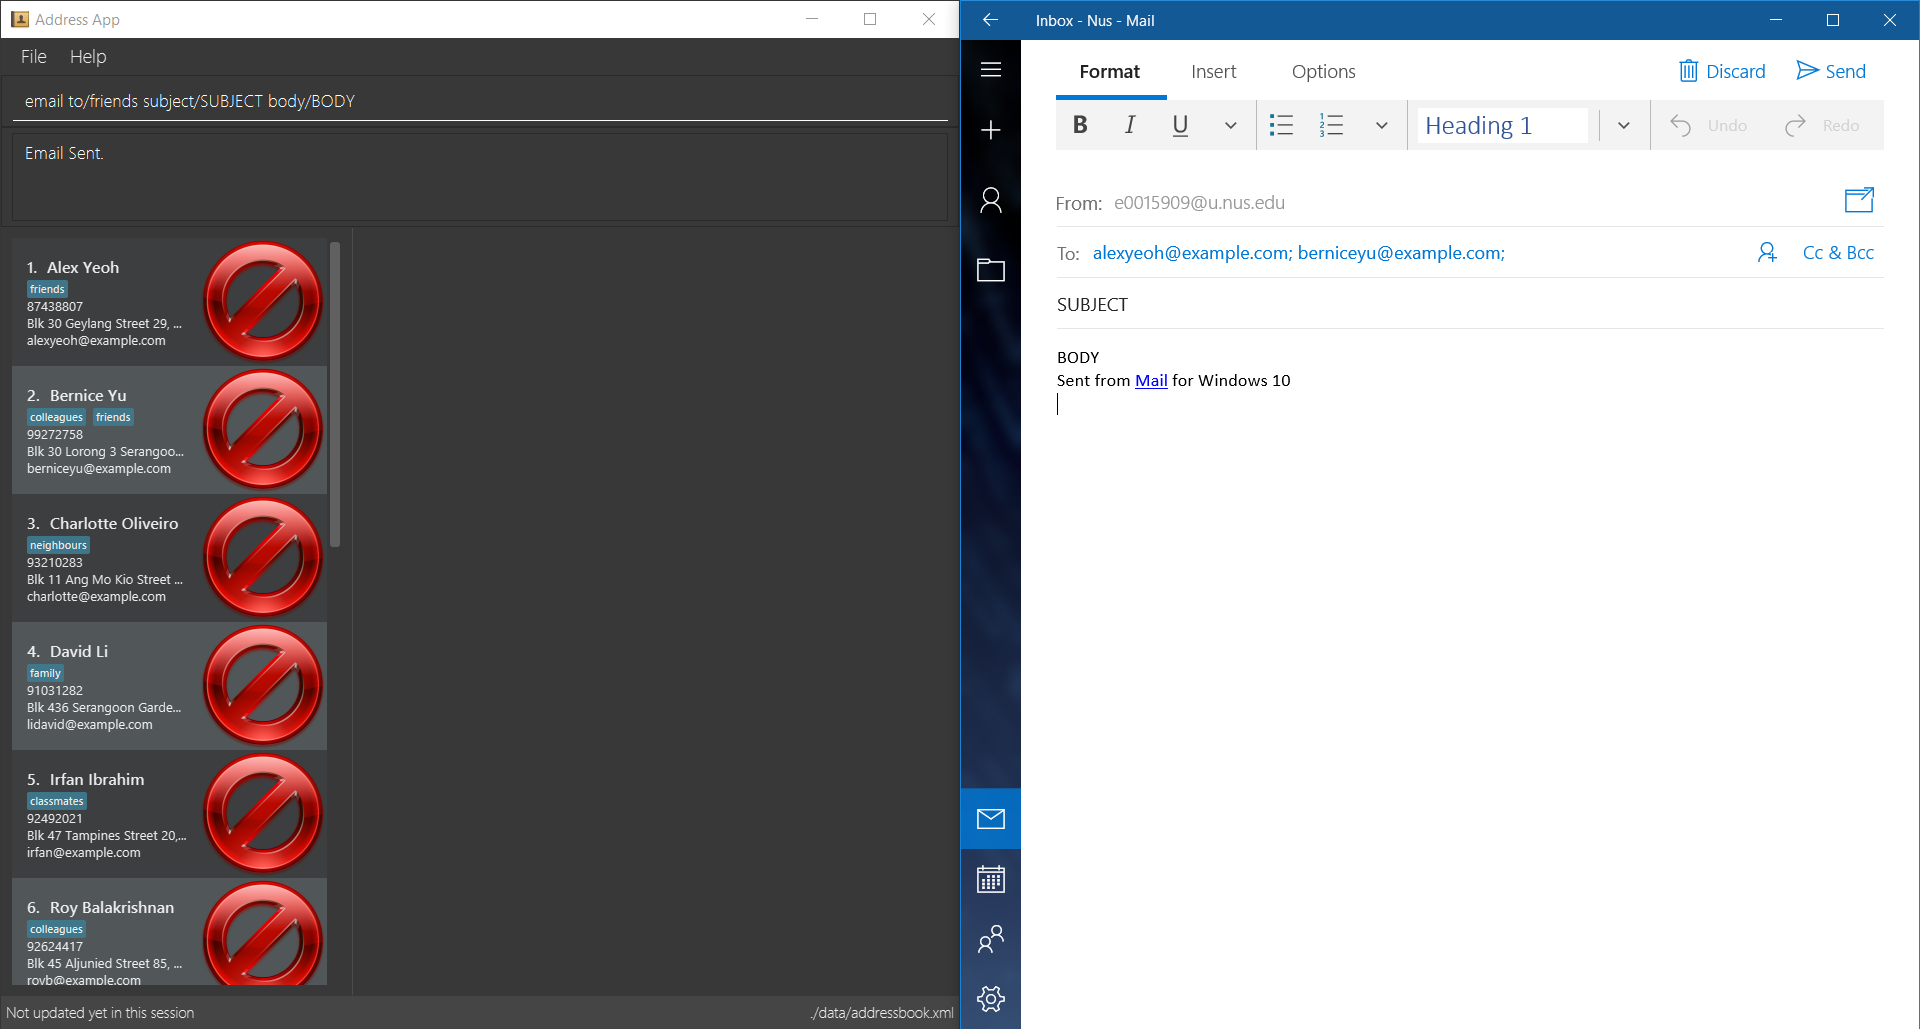 Address App
File Help
email to/friends subject/SUBJECT body/BODY
Email Sent.
1. Alex Yeoh
friends
87438807
Blk 30 Geylang Street 29, ...
alexyeoh@example.com
2. Bernice Yu
colleagues friends
99272758
Blk 30 Lorong 3 Serangoo...
berniceyu@example.com
3. Charlotte Oliveiro
neighbours
93210283
Blk 11 Ang Mo Kio Street ...
charlotte@example.com
4. David Li
family
91031282
Blk 436 Serangoon Garde...
lidavid@example.com
5. Irfan Ibrahim
classmates
92492021
Blk 47 Tampines Street 20,...
irfan@example.com
6. Roy Balakrishnan
colleagues
92624417
Blk 45 Aljunied Street 85, ...
royb@example.com
Not updated yet in this session
./data/addressbook.xml
Inbox - Nus - Mail
Format Insert Options Discard Send
B I U 1 2 3 Heading 1 Undo Redo
From: e0015909@u.nus.edu
To: alexyeoh@example.com; berniceyu@example.com; Cc & Bcc
SUBJECT
BODY
Sent from Mail for Windows 10